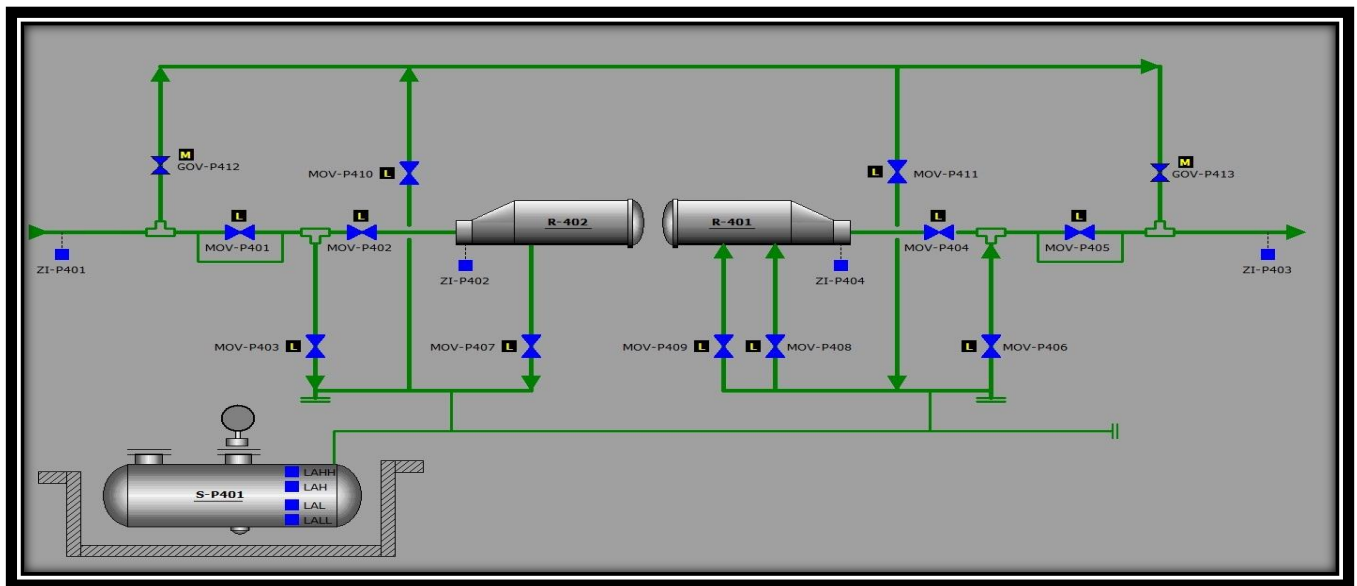 M
GOV-P412
MOV-P410
L
L
MOV-P411
M
GOV-P413
L
MOV-P401
L
MOV-P402
R-402
R-401
L
MOV-P404
L
MOV-P405
ZI-P401
ZI-P402
ZI-P404
ZI-P403
MOV-P403
L
MOV-P407
L
MOV-P409
L
L
MOV-P408
L
MOV-P406
S-P401
LAHH
LAH
LAL
LALL